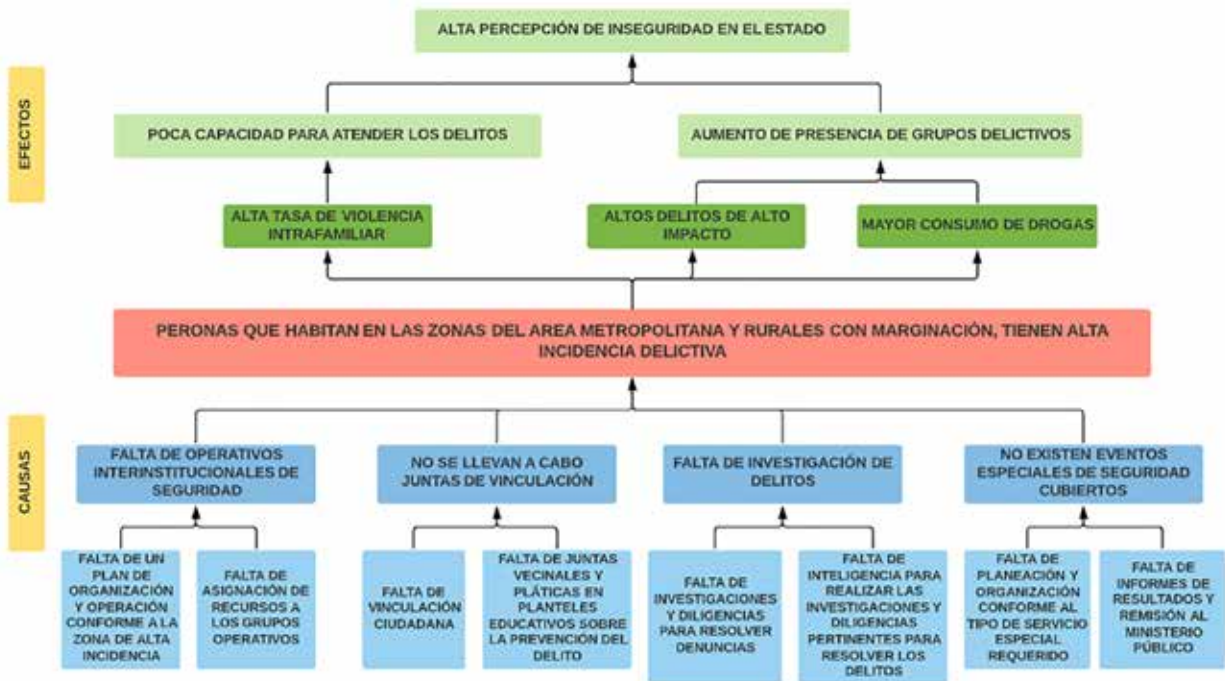 ALTA PERCEPCIÓN DE INSEGURIDAD EN EL ESTADO
EFECTOS
POCA CAPACIDAD PARA ATENDER LOS DELITOS
AUMENTO DE PRESENCIA DE GRUPOS DELICTIVOS
ALTA TASA DE VIOLENCIA
INTRAFAMILIAR
ALTOS DELITOS DE ALTO
IMPACTO
MAYOR CONSUMO DE DROGAS
PERONAS QUE HABITAN EN LAS ZONAS DEL AREA METROPOLITANA Y RURALES CON MARGINACIÓN, TIENEN ALTA
INCIDENCIA DELICTIVA
CAUSAS
FALTA DE OPERATIVOS
INTERINSTITUCIONALES DE
SEGURIDAD
NO SE LLEVAN A CABO
JUNTAS DE VINCULACIÓN
FALTA DE INVESTIGACIÓN DE
DELITOS
NO EXISTEN EVENTOS
ESPECIALES DE SEGURIDAD
CUBIERTOS
FALTA DE UN
PLAN DE
ORGANIZACIÓN
Y OPERACIÓN
CONFORME A LA
ZONA DE ALTA
INCIDENCIA
FALTA DE
ASIGNACIÓN DE
RECURSOS A
LOS GRUPOS
OPERATIVOS
FALTA DE
VINCULACIÓN
CIUDADANA
FALTA DE JUNTAS
VECINALES Y
PLÁTICAS EN
PLANTELES
EDUCATIVOS SOBRE
LA PREVENCIÓN DEL
DELITO
FALTA DE
INVESTIGACIONES
Y DILIGENCIAS
PARA RESOLVER
DENUNCIAS
FALTA DE
INTELIGENCIA PARA
REALIZAR LAS
INVESTIGACIONES Y
DILIGENCIAS
PERTINENTES PARA
RESOLVER LOS
DELITOS
FALTA DE
PLANEACIÓN Y
ORGANIZACIÓN
CONFORME AL
TIPO DE SERVICIO
ESPECIAL
REQUERIDO
FALTA DE
INFORMES DE
RESULTADOS Y
REMISIÓN AL
MINISTERIO
PÚBLICO